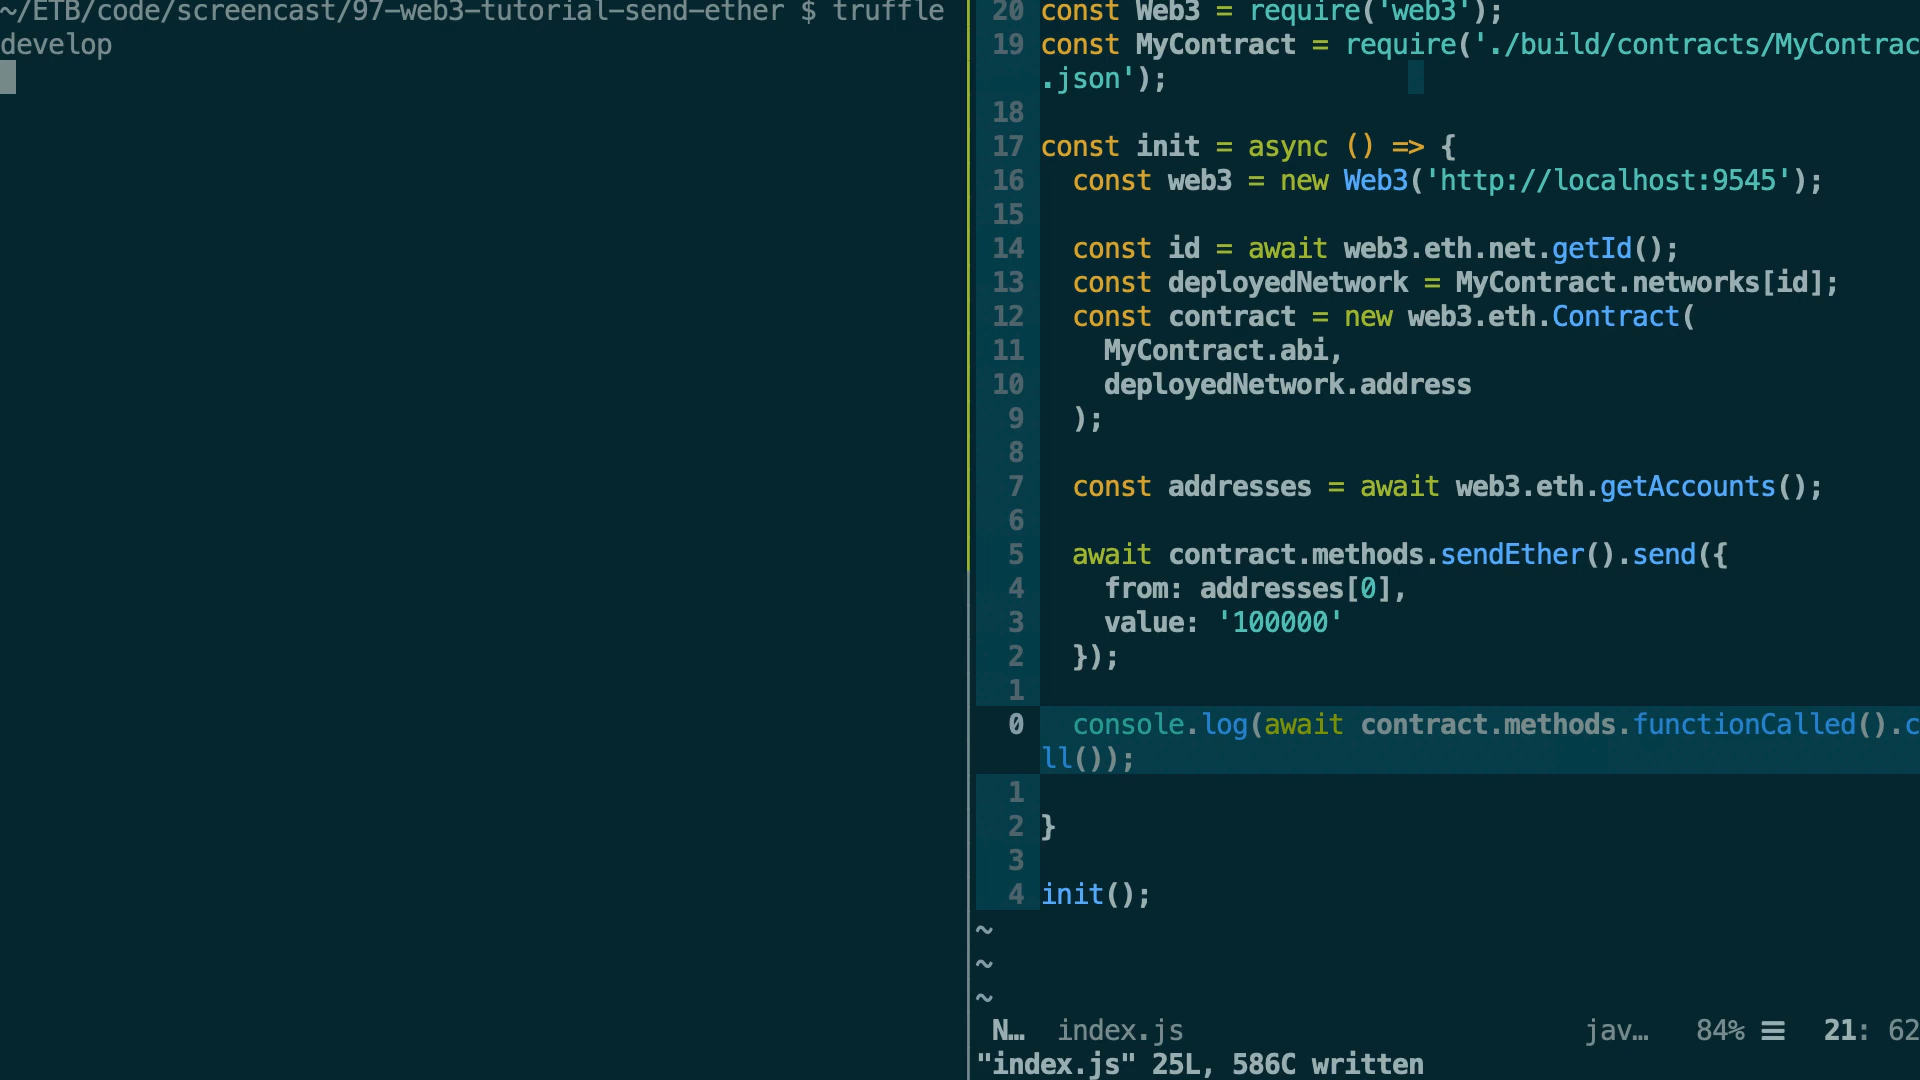 ~/ETB/code/screencast/97-web3-tutorial-send-ether $ truffle
develop
20 const Web3 = require('web3');
19 const MyContract = require('./build/contracts/MyContrac
.json');
18
17 const init = async () => {
16 const web3 = new Web3('http://localhost:9545');
15
14 const id = await web3.eth.net.getId();
13 const deployedNetwork = MyContract.networks[id];
12 const contract = new web3.eth.Contract(
11 MyContract.abi,
10 deployedNetwork.address
9 );
8
7 const addresses = await web3.eth.getAccounts();
6
5 await contract.methods.sendEther().send({
4 from: addresses[0],
3 value: '100000'
2 });
1
0 console.log(await contract.methods.functionCalled().c
ll());
1
2 }
3
4 init();
~
~
~
N… index.js jav… 84% ☰ 21: 62
"index.js" 25L, 586C written